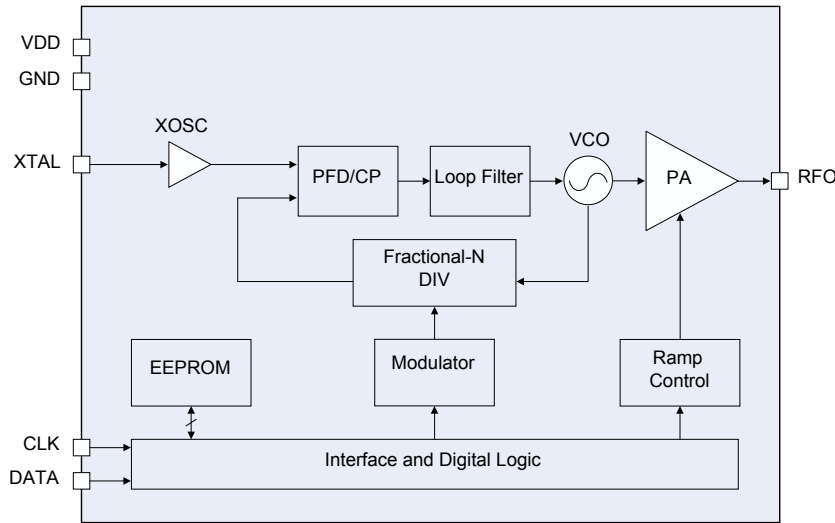 VDD
GND
XOSC
XTAL
PFD/CP
Loop Filter
VCO
PA
RFO
Fractional-N
DIV
EEPROM
Modulator
Ramp
Control
CLK
DATA
Interface and Digital Logic